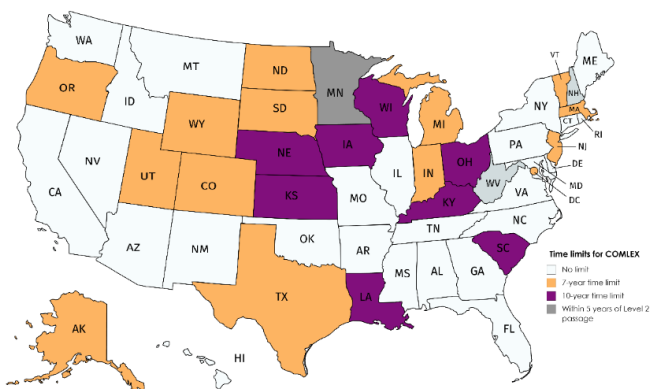 WA
MT
ND
MN
VT
ME
OR
ID
SD
WI
MI
NY
NH
MA
CT
RI
WY
NE
IA
PA
NJ
NV
UT
CO
IL
IN
OH
WV
DE
MD
DC
CA
KS
MO
KY
VA
AZ
NM
OK
AR
TN
NC
SC
TX
LA
MS
AL
GA
FL
AK
HI
Time limits for COMLEX
No limit
7-year time limit
10-year time limit
Within 5 years of Level 2
passage